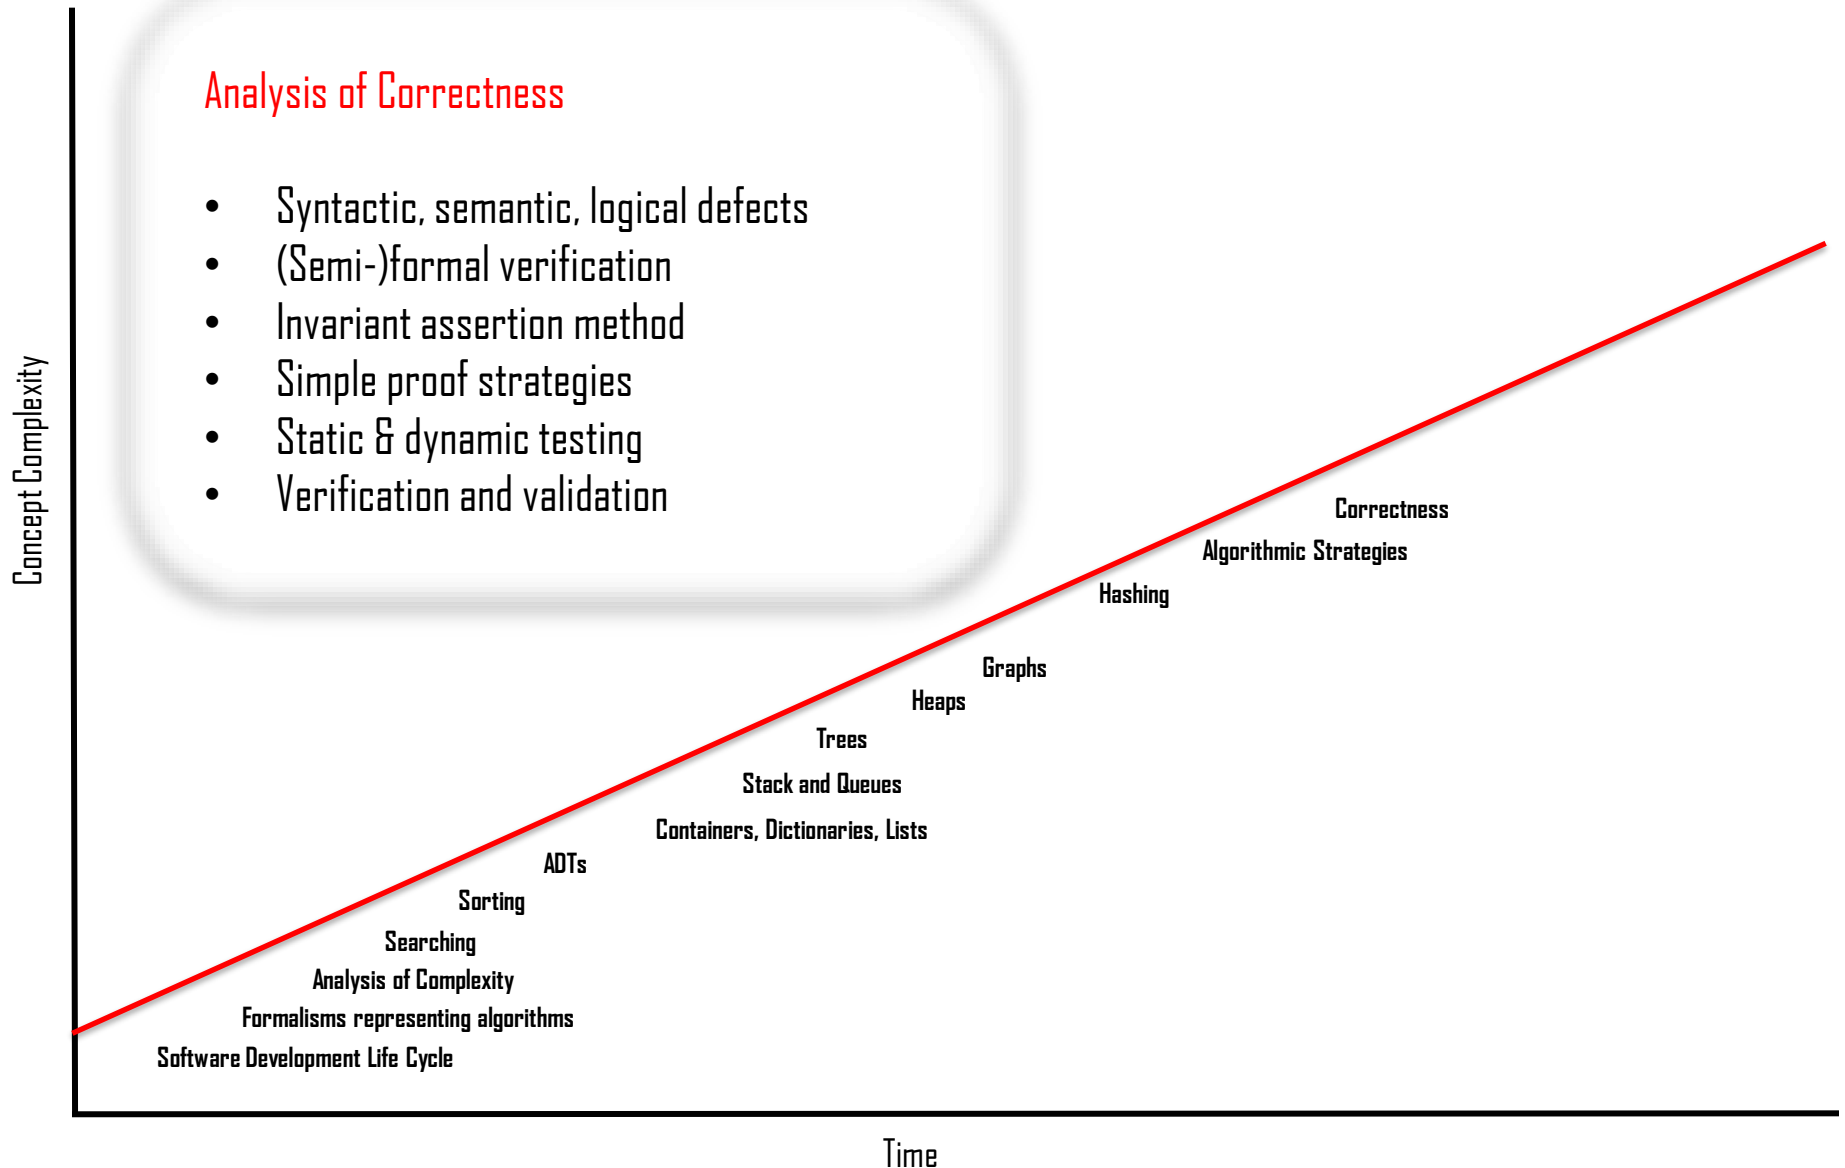 Analysis of Correctness
• Syntactic, semantic, logical defects
• (Semi-)formal verification
• Invariant assertion method
• Simple proof strategies
• Static & dynamic testing
• Verification and validation
Concept Complexity
Correctness
Algorithmic Strategies
Hashing
Graphs
Heaps
Trees
Stack and Queues
Containers, Dictionaries, Lists
ADTs
Sorting
Searching
Analysis of Complexity
Formalisms representing algorithms
Software Development Life Cycle
Time